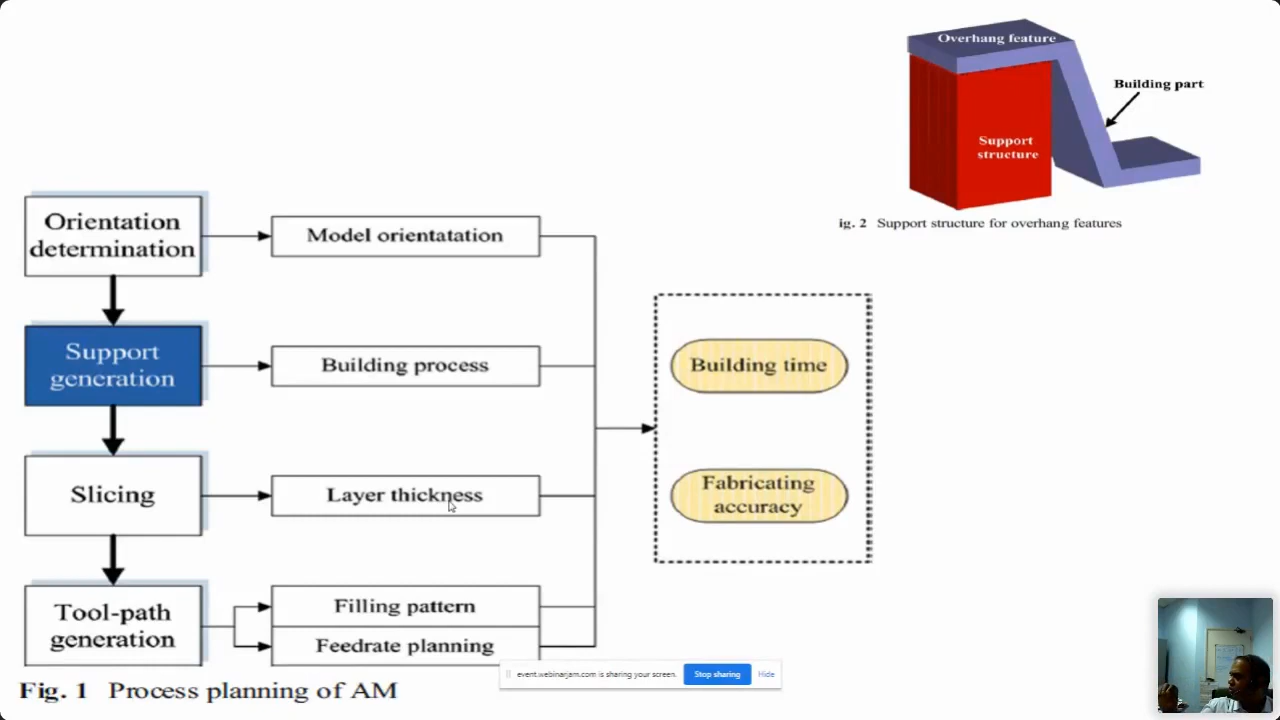 Overhang feature
Building part
Support
structure
ig. 2 Support structure for overhang features
Orientation
determination
Model orientatation
Support
generation
Building process
Building time
Slicing
Layer thickness
Fabricating
accuracy
Tool-path
generation
Filling pattern
Feedrate planning
event.webinarjam.com is sharing your screen.
Stop sharing
Hide
Fig. 1 Process planning of AM